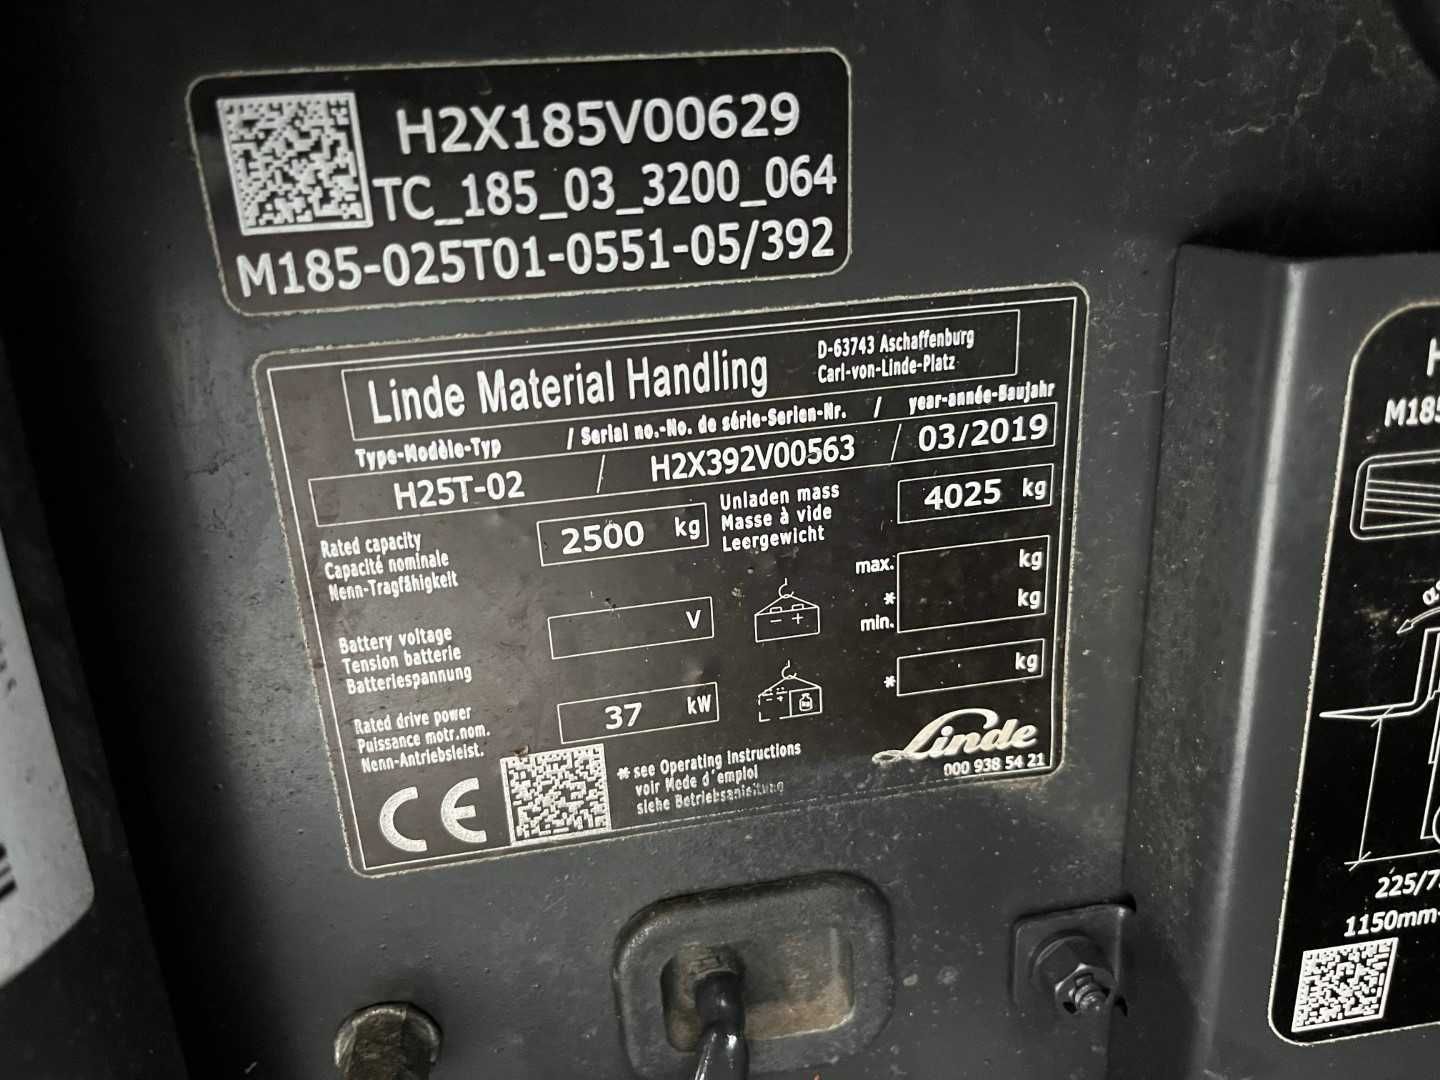 H2X185V00629
TC_185_03_3200_064
M185-025T01-0551-05/392
Linde Material Handling
D-63743 Aschaffenburg
Carl-von-Linde-Platz
Type-Modèle-Typ / Serial no.-No. de série-Serien-Nr. / year-année-Baujahr
H25T-02 / H2X392V00563 / 03/2019
Rated capacity
Capacité nominale
Nenn-Tragfähigkeit
2500 kg
Unladen mass
Masse à vide
Leergewicht
4025 kg
Battery voltage
Tension batterie
Batteriespannung
V
- +
max. kg
* kg
min.
Rated drive power
Puissance motr.nom.
Nenn-Antriebsleist.
37 kW
* kg
CE
* see Operating Instructions
voir Mode d'emploi
siehe Betriebsanleitung
Linde
000 938 54 21
M185
225/7
1150mm-